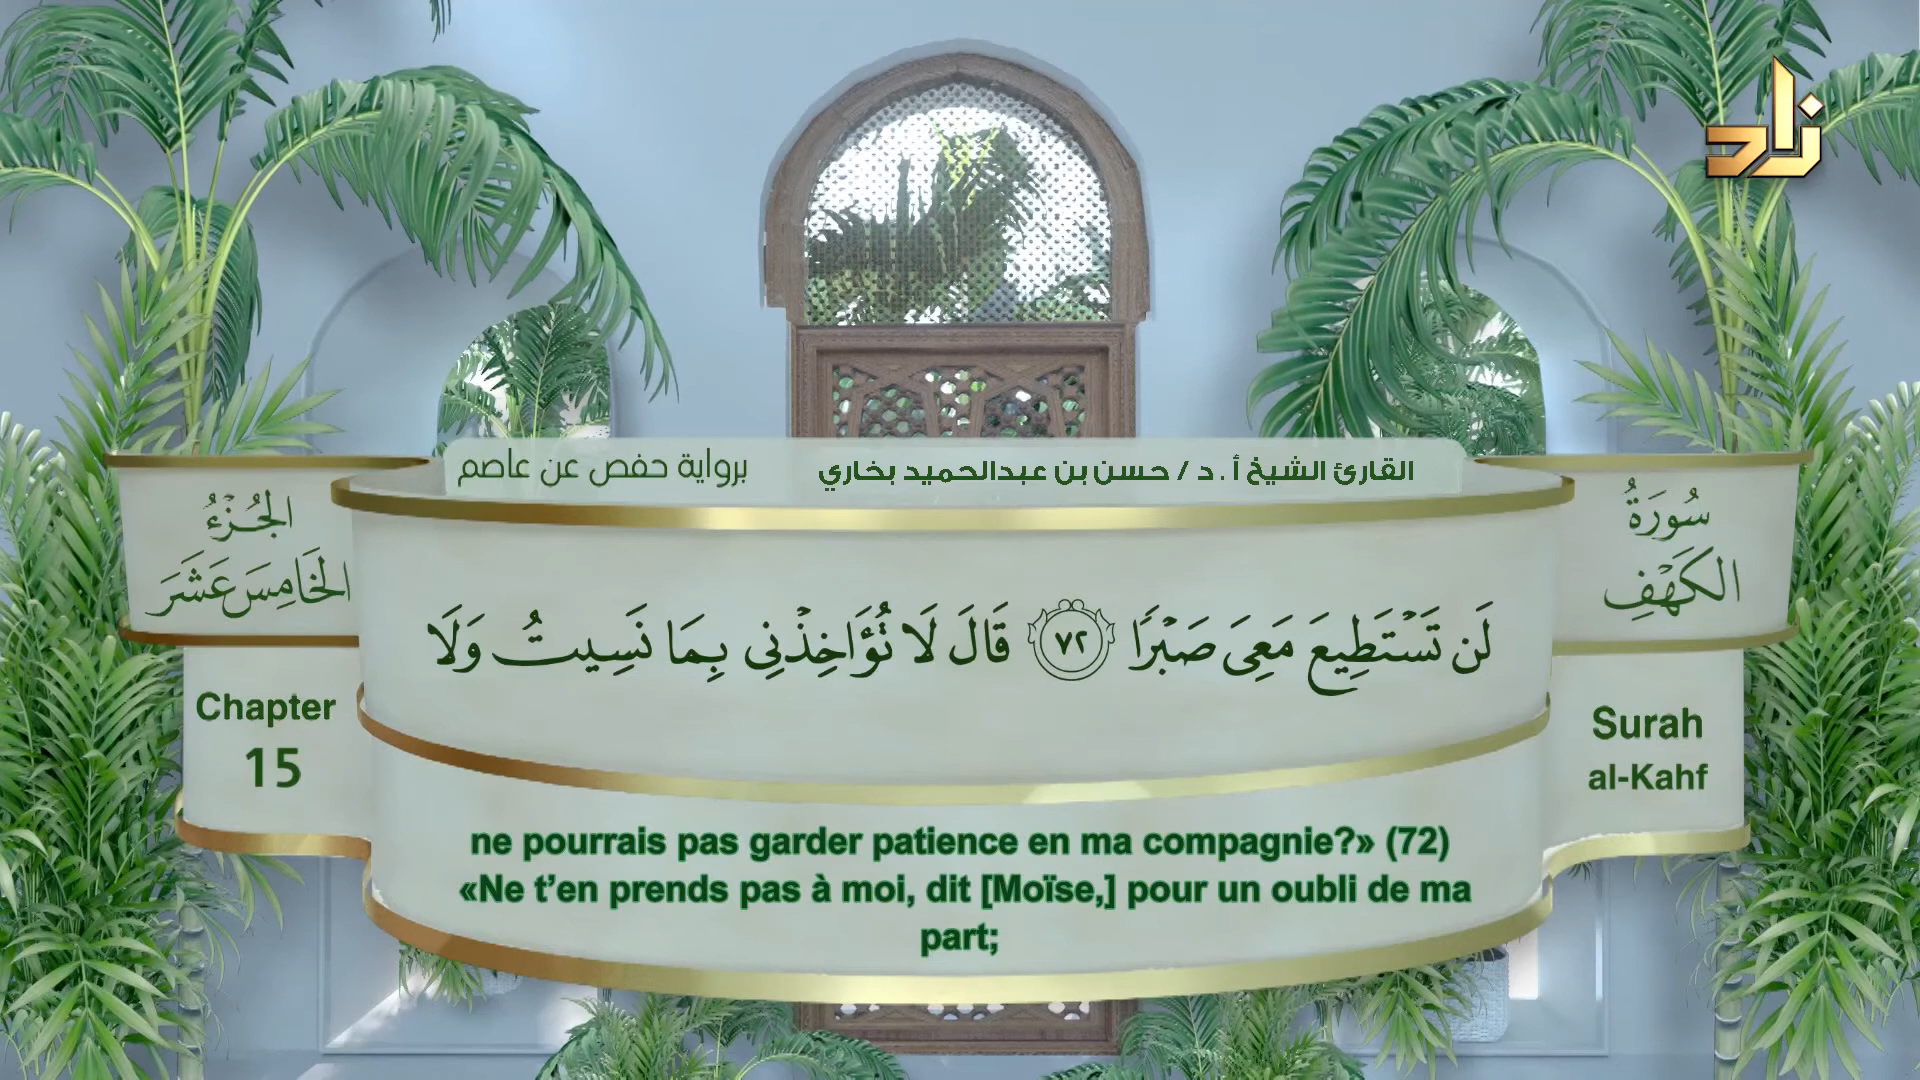 زاد
القارئ الشيخ أ . د / حسن بن عبدالحميد بخاري
برواية حفص عن عاصم
سُورَةُ
الكَهْفِ
الجُزْءُ
الخَامِسَ عَشَرَ
لَن تَسْتَطِيعَ مَعِىَ صَبْرًا ٧٢ قَالَ لَا تُؤَاخِذْنِى بِمَا نَسِيتُ وَلَا
Chapter
15
Surah
al-Kahf
ne pourrais pas garder patience en ma compagnie?» (72)
«Ne t’en prends pas à moi, dit [Moïse,] pour un oubli de ma
part;